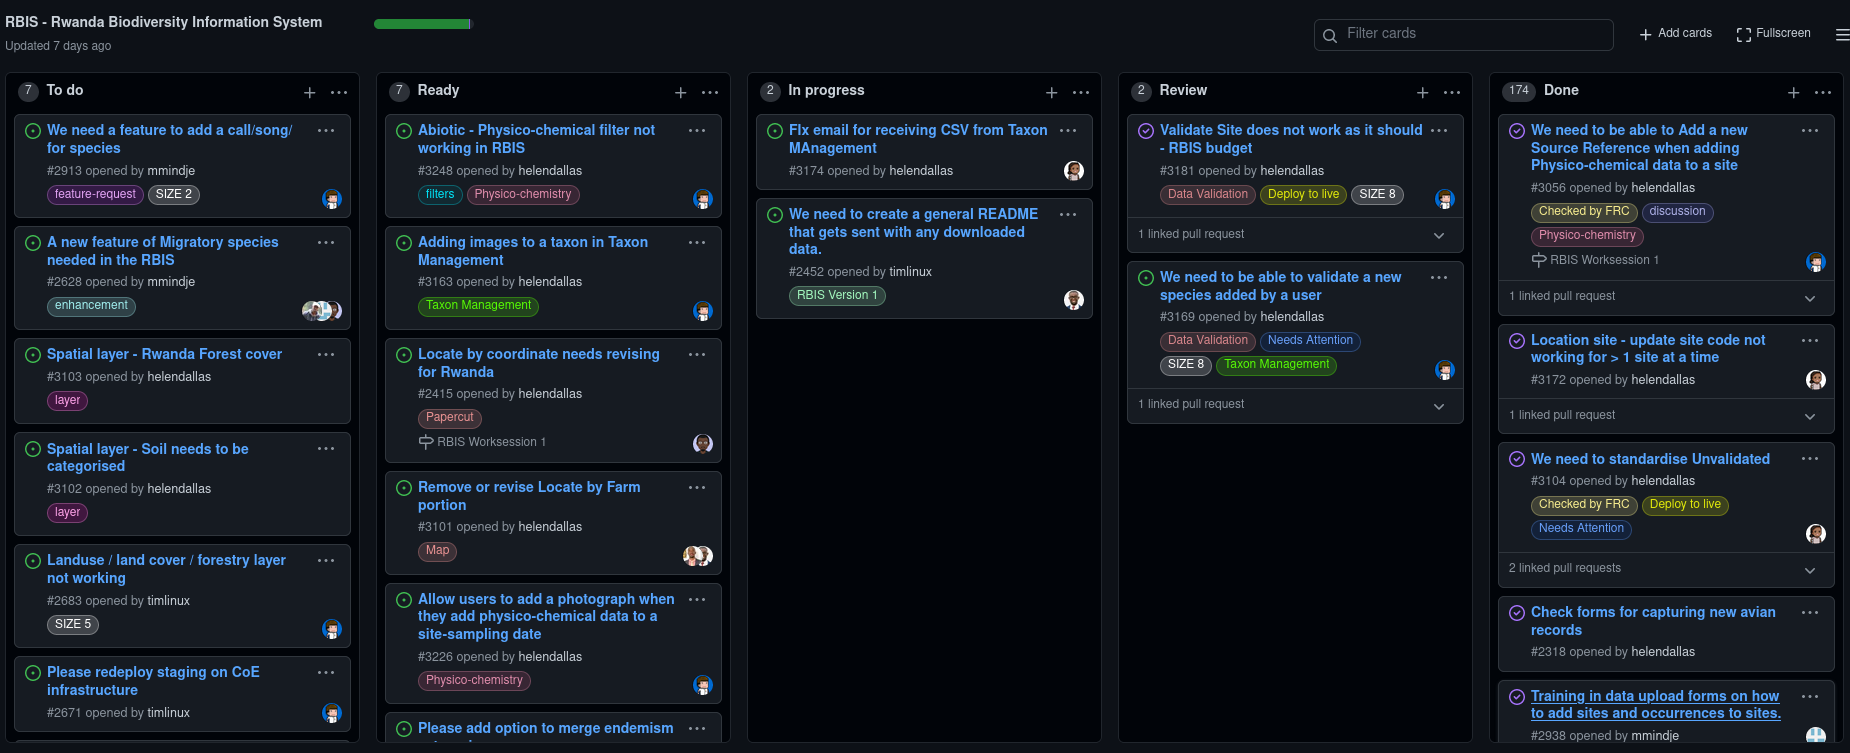 RBIS - Rwanda Biodiversity Information System
Updated 7 days ago
Filter cards
Add cards
Fullscreen
7 To do
We need a feature to add a call/song/
for species
#2913 opened by mmindje
feature-request SIZE 2
A new feature of Migratory species
needed in the RBIS
#2628 opened by mmindje
enhancement
Spatial layer - Rwanda Forest cover
#3103 opened by helendallas
layer
Spatial layer - Soil needs to be
categorised
#3102 opened by helendallas
layer
Landuse / land cover / forestry layer
not working
#2683 opened by timlinux
SIZE 5
Please redeploy staging on CoE
infrastructure
#2671 opened by timlinux
7 Ready
Abiotic - Physico-chemical filter not
working in RBIS
#3248 opened by helendallas
filters Physico-chemistry
Adding images to a taxon in Taxon
Management
#3163 opened by helendallas
Taxon Management
Locate by coordinate needs revising
for Rwanda
#2415 opened by helendallas
Papercut
RBIS Worksession 1
Remove or revise Locate by Farm
portion
#3101 opened by helendallas
Map
Allow users to add a photograph when
they add physico-chemical data to a
site-sampling date
#3226 opened by helendallas
Physico-chemistry
Please add option to merge endemism
2 In progress
FIx email for receiving CSV from Taxon
MAnagement
#3174 opened by helendallas
We need to create a general README
that gets sent with any downloaded
data.
#2452 opened by timlinux
RBIS Version 1
2 Review
Validate Site does not work as it should
- RBIS budget
#3181 opened by helendallas
Data Validation Deploy to live SIZE 8
1 linked pull request
We need to be able to validate a new
species added by a user
#3169 opened by helendallas
Data Validation Needs Attention
SIZE 8 Taxon Management
1 linked pull request
174 Done
We need to be able to Add a new
Source Reference when adding
Physico-chemical data to a site
#3056 opened by helendallas
Checked by FRC discussion
Physico-chemistry
RBIS Worksession 1
1 linked pull request
Location site - update site code not
working for > 1 site at a time
#3172 opened by helendallas
1 linked pull request
We need to standardise Unvalidated
#3104 opened by helendallas
Checked by FRC Deploy to live
Needs Attention
2 linked pull requests
Check forms for capturing new avian
records
#2318 opened by helendallas
Training in data upload forms on how
to add sites and occurrences to sites.
#2938 opened by mmindje